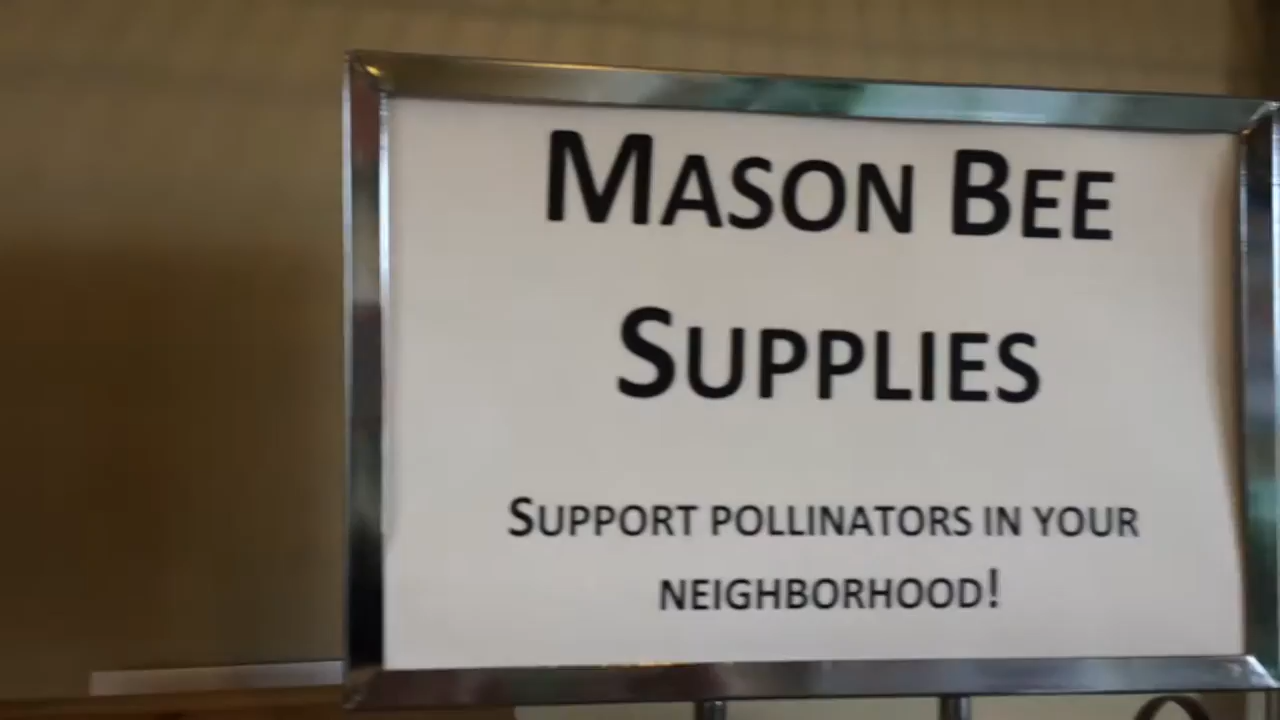 MASON BEE
SUPPLIES
SUPPORT POLLINATORS IN YOUR
NEIGHBORHOOD!